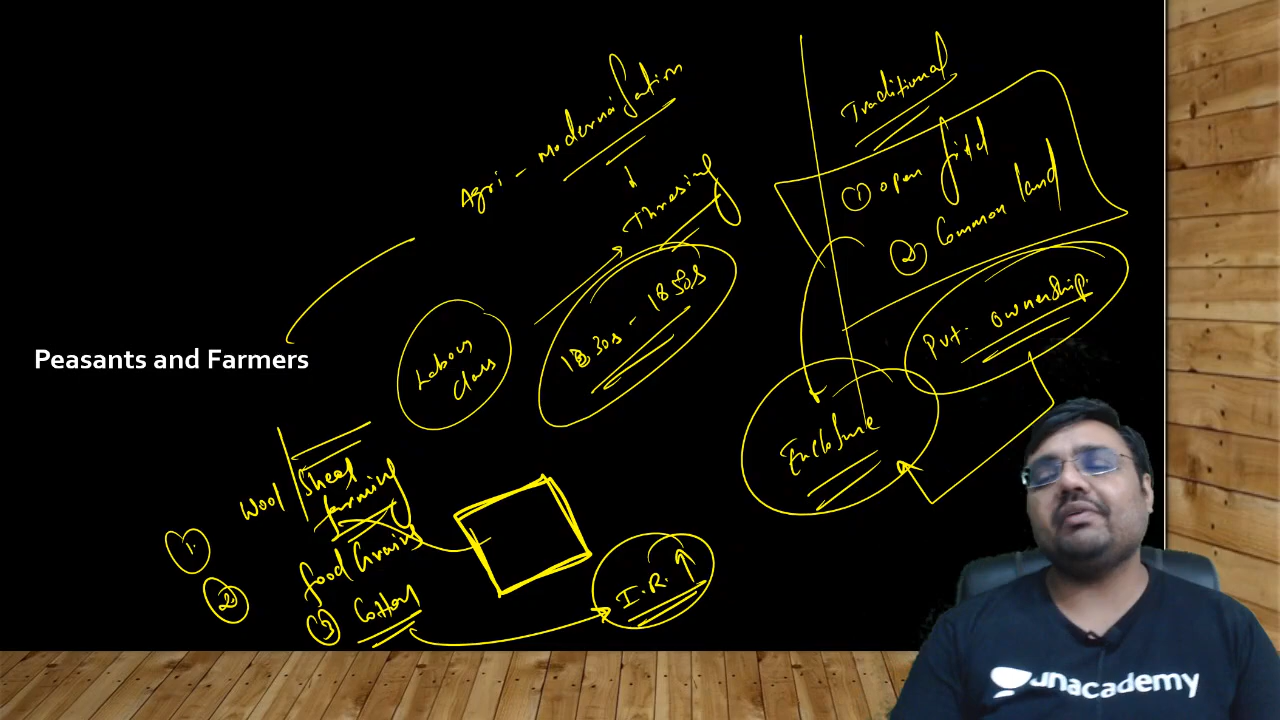 Agri - modernisation
Thrasing
1830s - 1850s
Labour
class
Traditional
① open field
② Common land
Pvt. ownership
Enclosure
Peasants and Farmers
Wool
Sheep
farming
①
food Grains
②
③ Cotton
I.R. ↑
unacademy